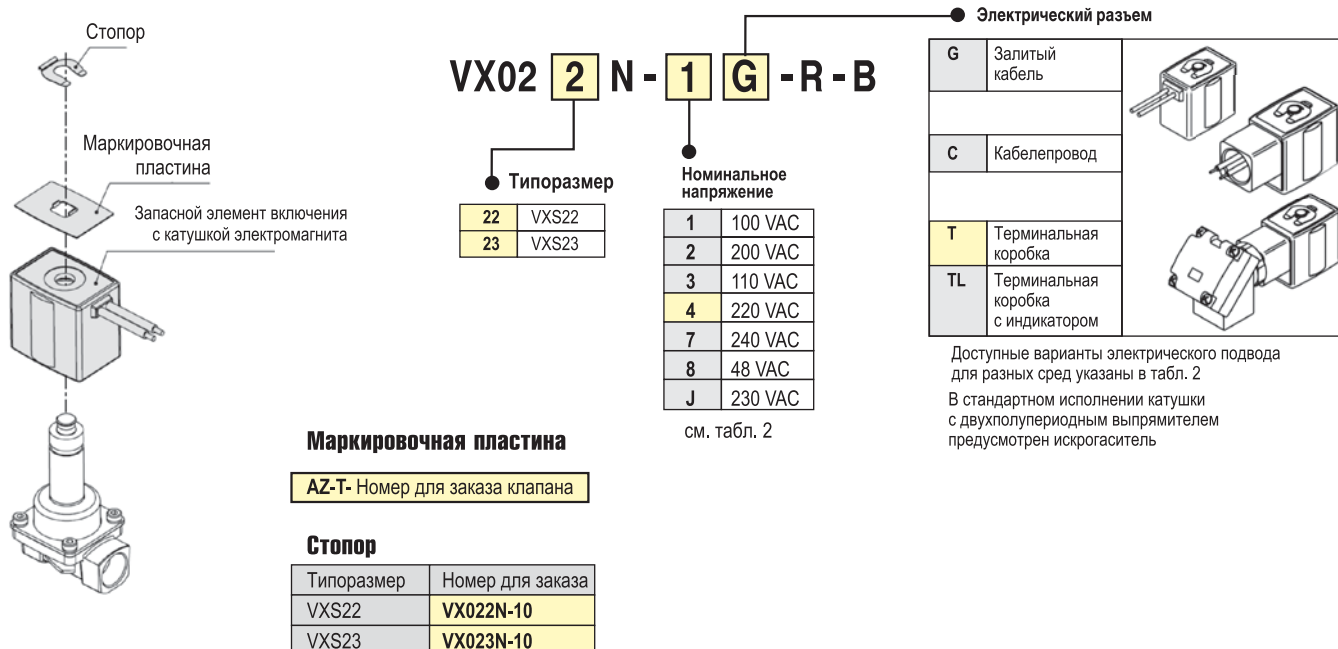 Стопор
Маркировочная
пластина
Запасной элемент включения
с катушкой электромагнита
VX02 2 N - 1 G - R - B
Типоразмер
22 VXS22
23 VXS23
Номинальное
напряжение
1 100 VAC
2 200 VAC
3 110 VAC
4 220 VAC
7 240 VAC
8 48 VAC
J 230 VAC
см. табл. 2
Электрический разъем
G Залитый
кабель
C Кабелепровод
T Терминальная
коробка
TL Терминальная
коробка
с индикатором
Доступные варианты электрического подвода
для разных сред указаны в табл. 2
В стандартном исполнении катушки
с двухполупериодным выпрямителем
предусмотрен искрогаситель
Маркировочная пластина
AZ-T- Номер для заказа клапана
Стопор
Типоразмер Номер для заказа
VXS22 VX022N-10
VXS23 VX023N-10